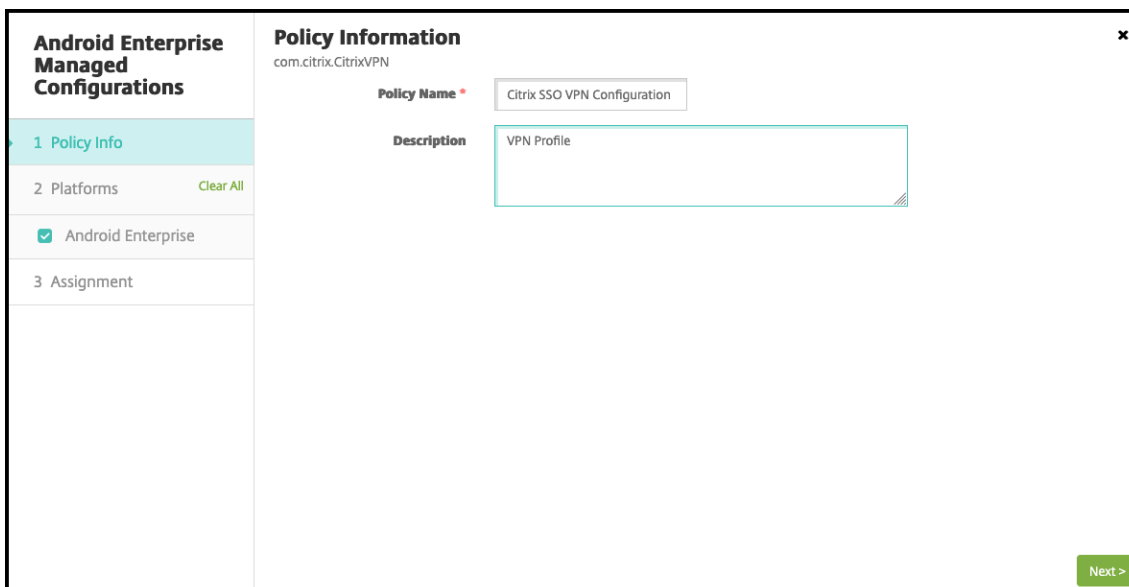 Android Enterprise
Managed
Configurations
1 Policy Info
2 Platforms
Clear All
Android Enterprise
3 Assignment
Policy Information
com.citrix.CitrixVPN
Policy Name *
Citrix SSO VPN Configuration
Description
VPN Profile
Next >